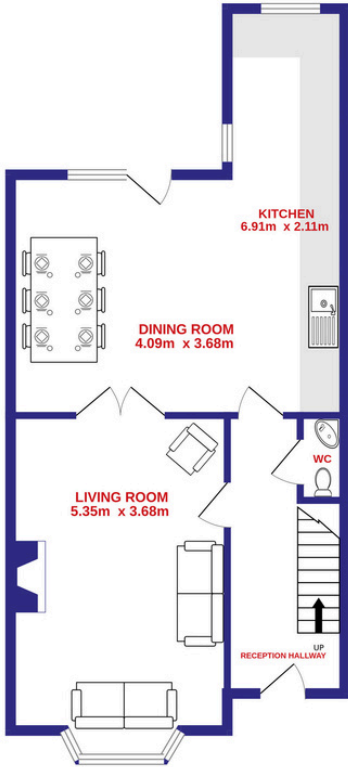 KITCHEN
6.91m x 2.11m
DINING ROOM
4.09m x 3.68m
WC
LIVING ROOM
5.35m x 3.68m
UP
RECEPTION HALLWAY